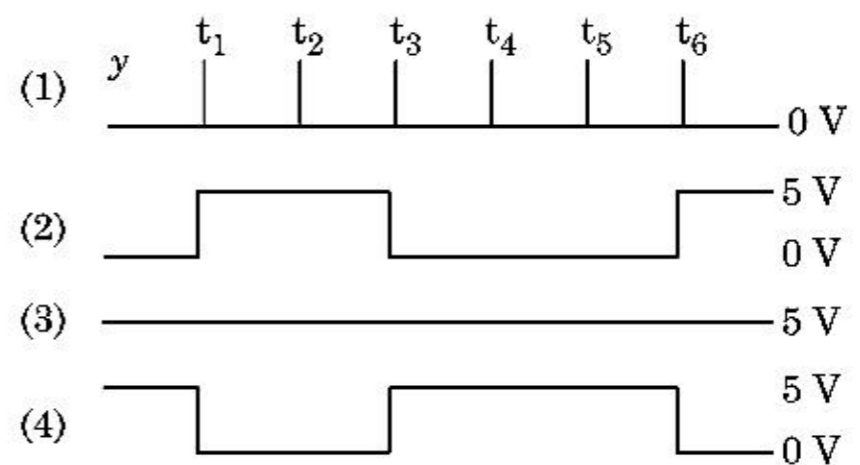 t₁ t₂ t₃ t₄ t₅ t₆
(1) y 0 V
5 V
(2) 0 V
(3) 5 V
5 V
(4) 0 V